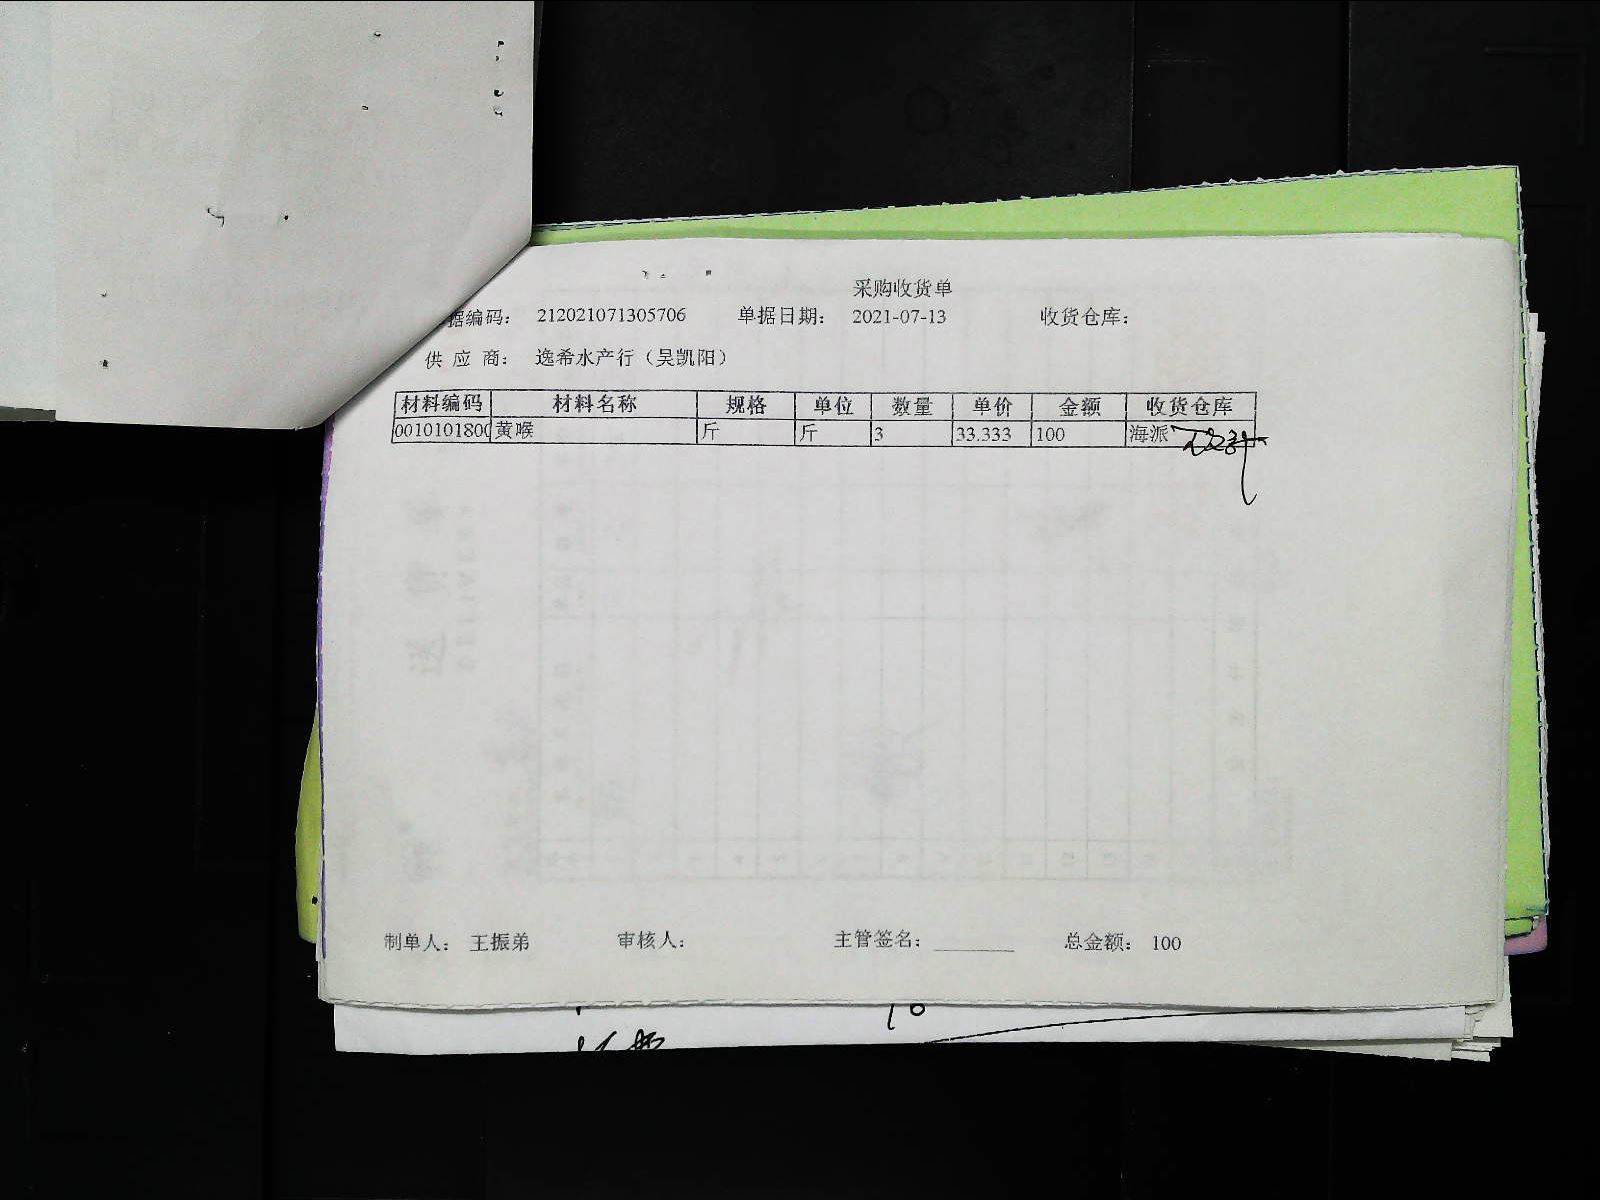 采购收货单
据编码： 212021071305706 单据日期： 2021-07-13 收货仓库：
供 应 商： 逸希水产行（吴凯阳）
材料编码 材料名称 规格 单位 数量 单价 金额 收货仓库
0010101800 黄喉 斤 斤 3 33.333 100 海派
制单人： 王振弟 审核人： 主管签名： 总金额： 100